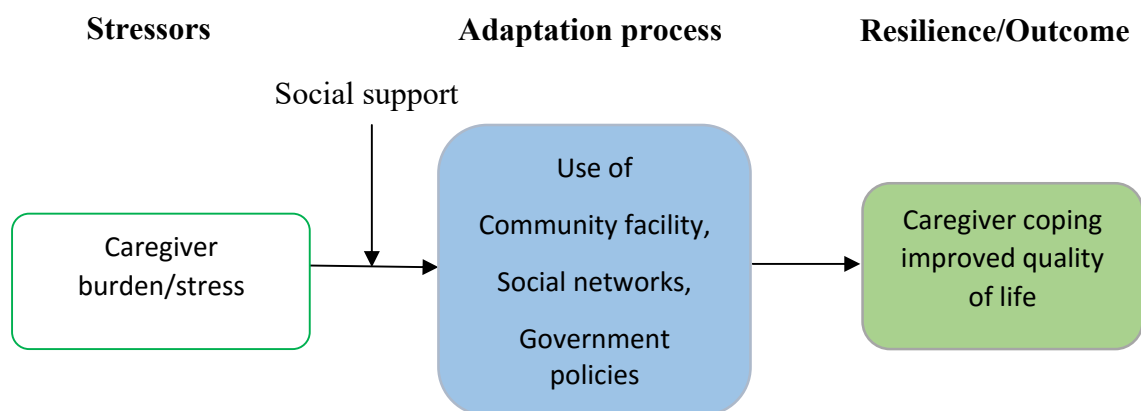 Stressors
Adaptation process
Resilience/Outcome
Social support
Caregiver
burden/stress
Use of
Community facility,
Social networks,
Government
policies
Caregiver coping
improved quality
of life